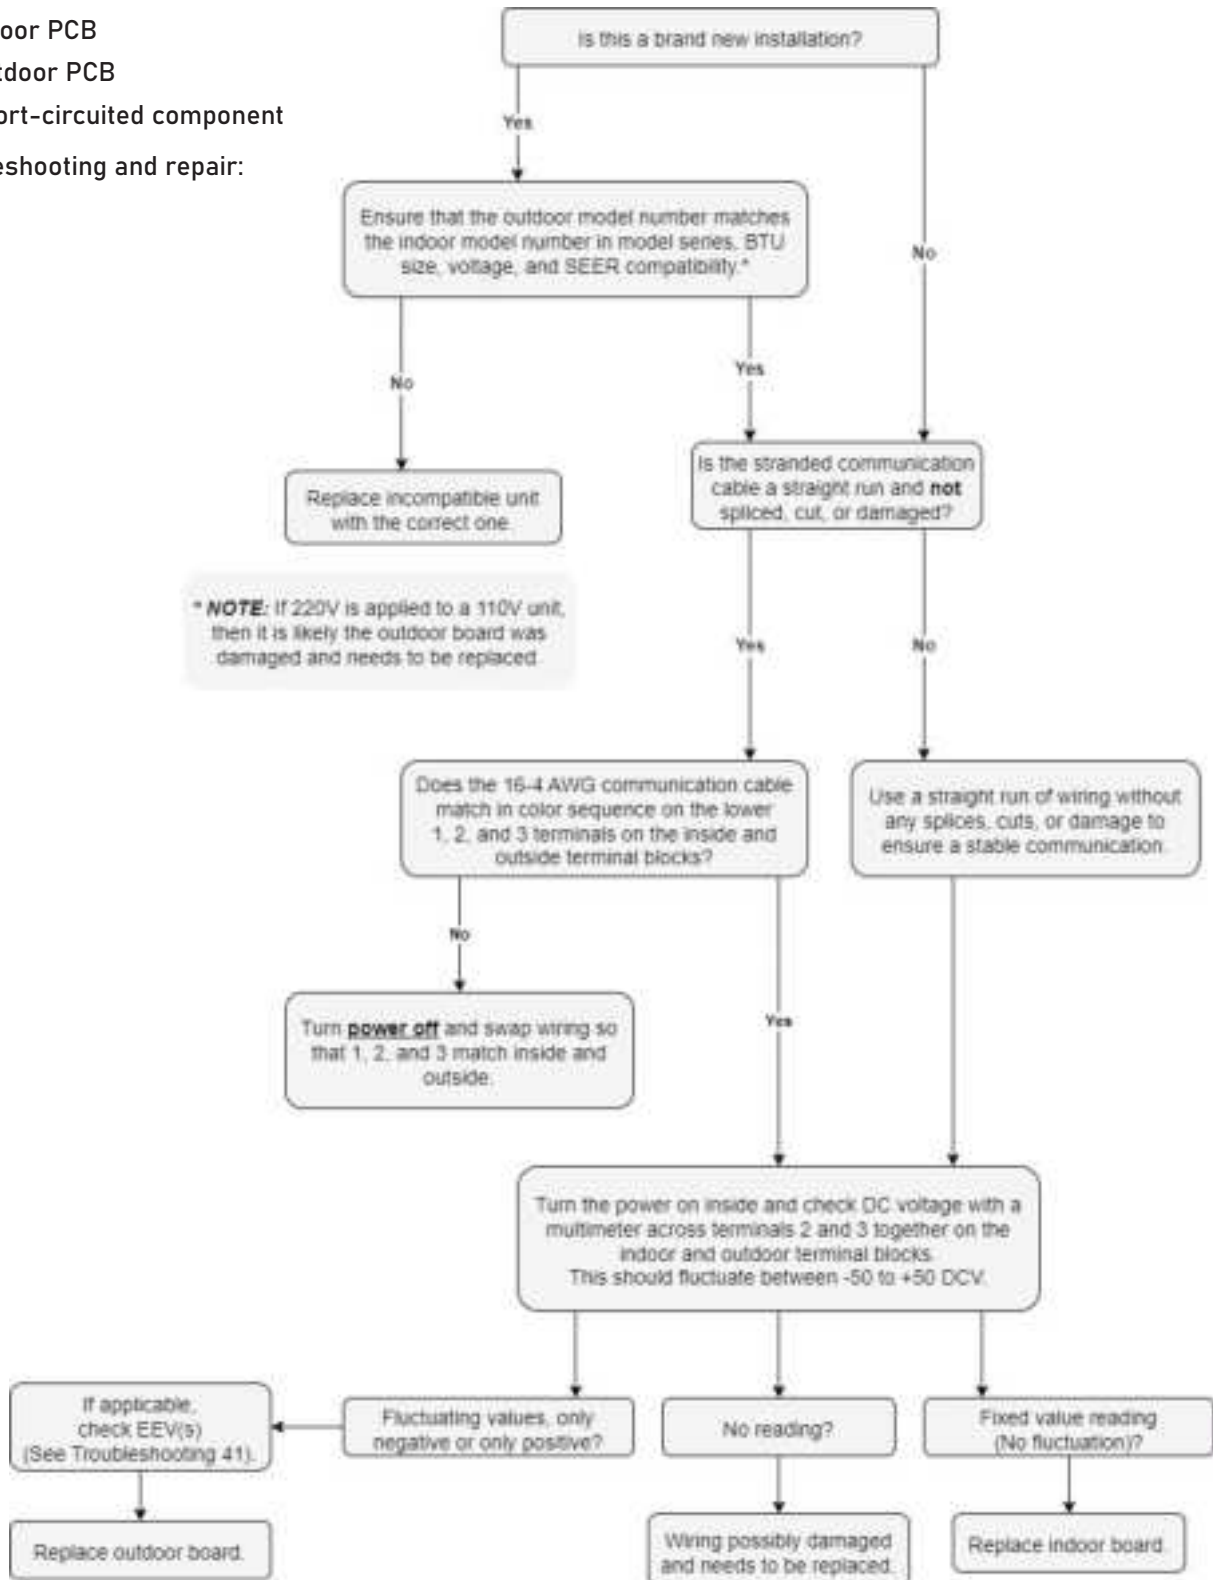 oor PCB
tdoor PCB
ort-circuited component
eshooting and repair:
Is this a brand new installation?
Yes
No
Ensure that the outdoor model number matches
the indoor model number in model series, BTU
size, voltage, and SEER compatibility.*
No
Yes
Replace incompatible unit
with the correct one.
Is the stranded communication
cable a straight run and not
spliced, cut, or damaged?
* NOTE: If 220V is applied to a 110V unit,
then it is likely the outdoor board was
damaged and needs to be replaced.
Yes
No
Does the 16-4 AWG communication cable
match in color sequence on the lower
1, 2, and 3 terminals on the inside and
outside terminal blocks?
Use a straight run of wiring without
any splices, cuts, or damage to
ensure a stable communication.
No
Yes
Turn power off and swap wiring so
that 1, 2, and 3 match inside and
outside.
Turn the power on inside and check DC voltage with a
multimeter across terminals 2 and 3 together on the
indoor and outdoor terminal blocks.
This should fluctuate between -50 to +50 DCV.
If applicable,
check EEV(s)
(See Troubleshooting 41).
Fluctuating values, only
negative or only positive?
No reading?
Fixed value reading
(No fluctuation)?
Replace outdoor board.
Wiring possibly damaged
and needs to be replaced.
Replace indoor board.